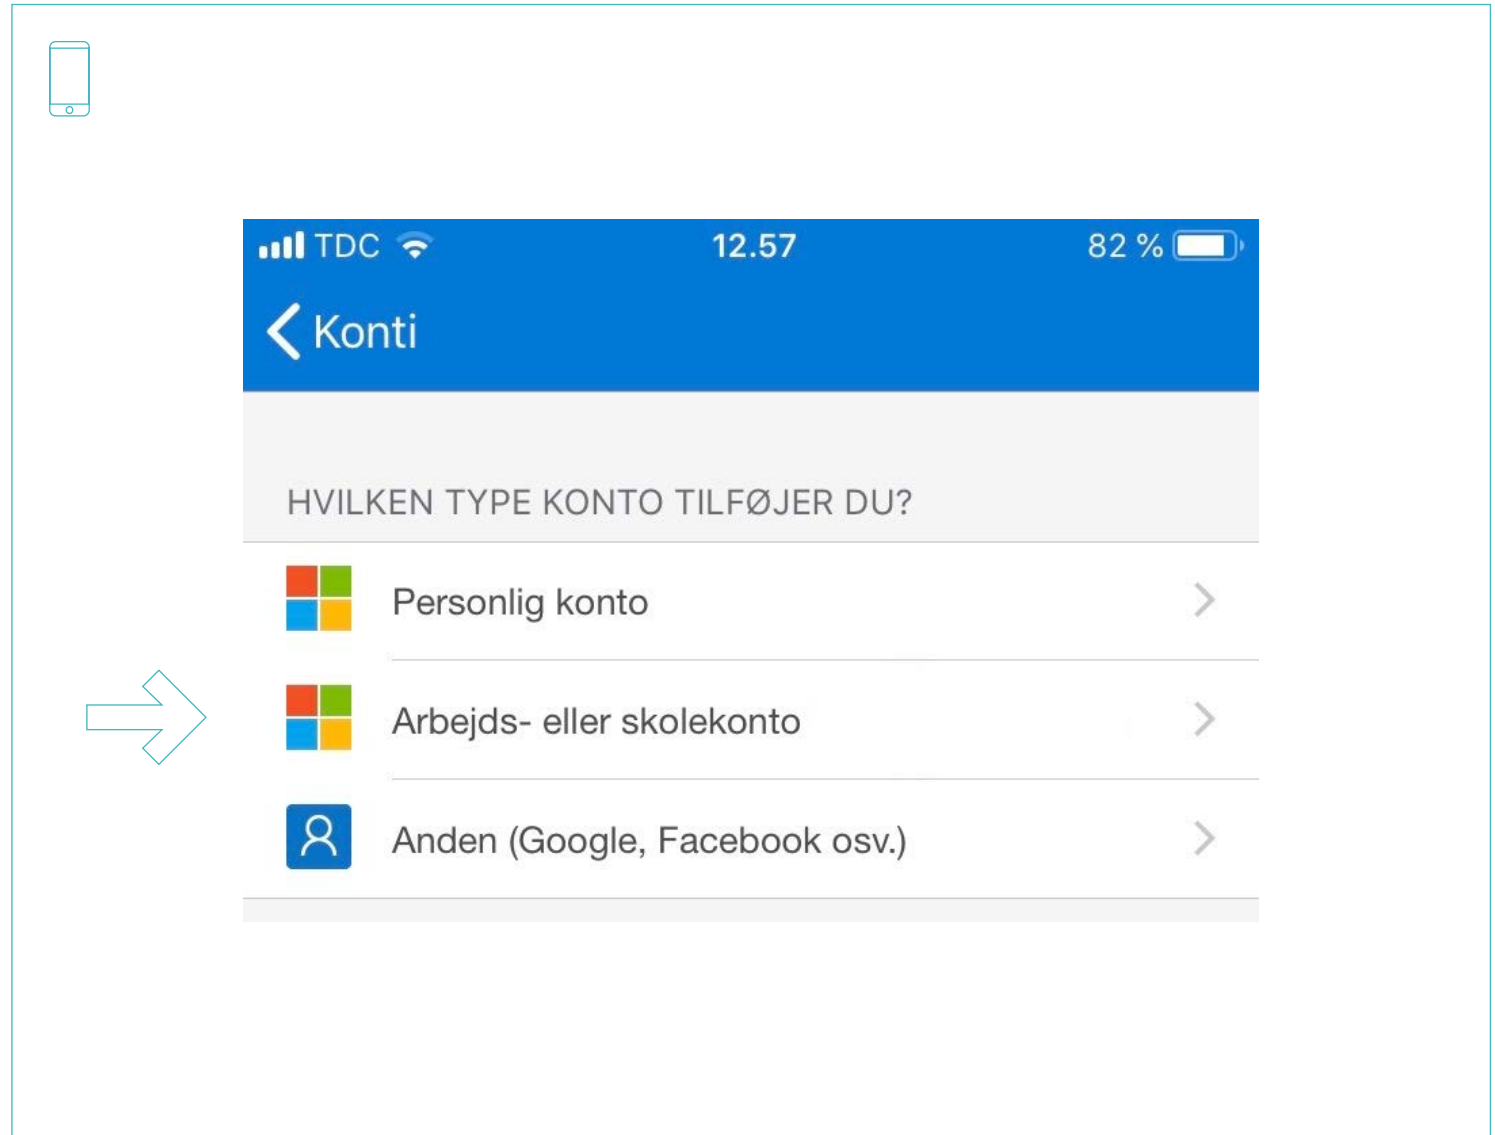 TDC 12.57 82 %
Konti
HVILKEN TYPE KONTO TILFØJER DU?
Personlig konto
Arbejds- eller skolekonto
Anden (Google, Facebook osv.)